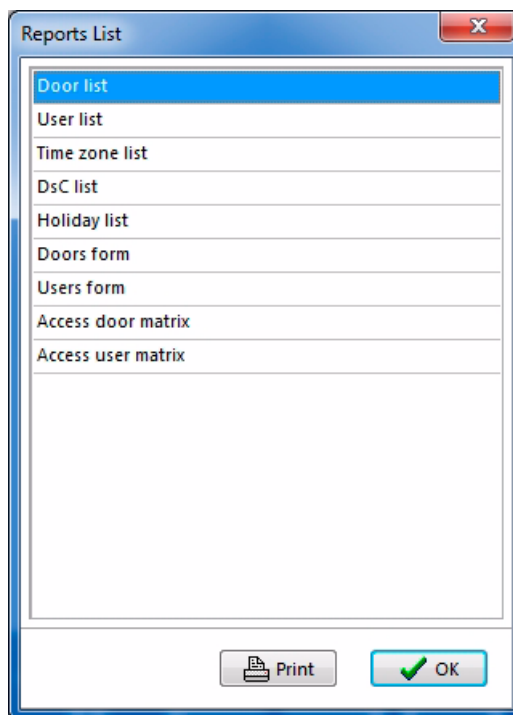 Reports List
Door list
User list
Time zone list
DsC list
Holiday list
Doors form
Users form
Access door matrix
Access user matrix
Print
OK